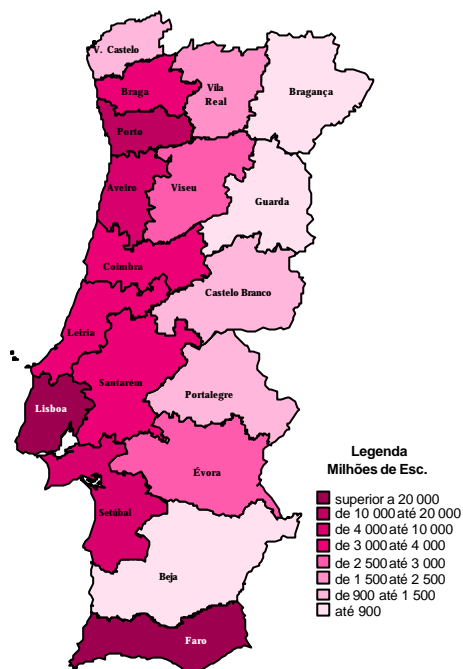 V. Castelo
Braga
Vila
Real
Bragança
Porto
Aveiro
Viseu
Guarda
Coimbra
Castelo Branco
Leiria
Santarém
Portalegre
Lisboa
Évora
Setúbal
Beja
Faro
Legenda
Milhões de Esc.
superior a 20 000
de 10 000 até 20 000
de 4 000 até 10 000
de 3 000 até 4 000
de 2 500 até 3 000
de 1 500 até 2 500
de 900 até 1 500
até 900